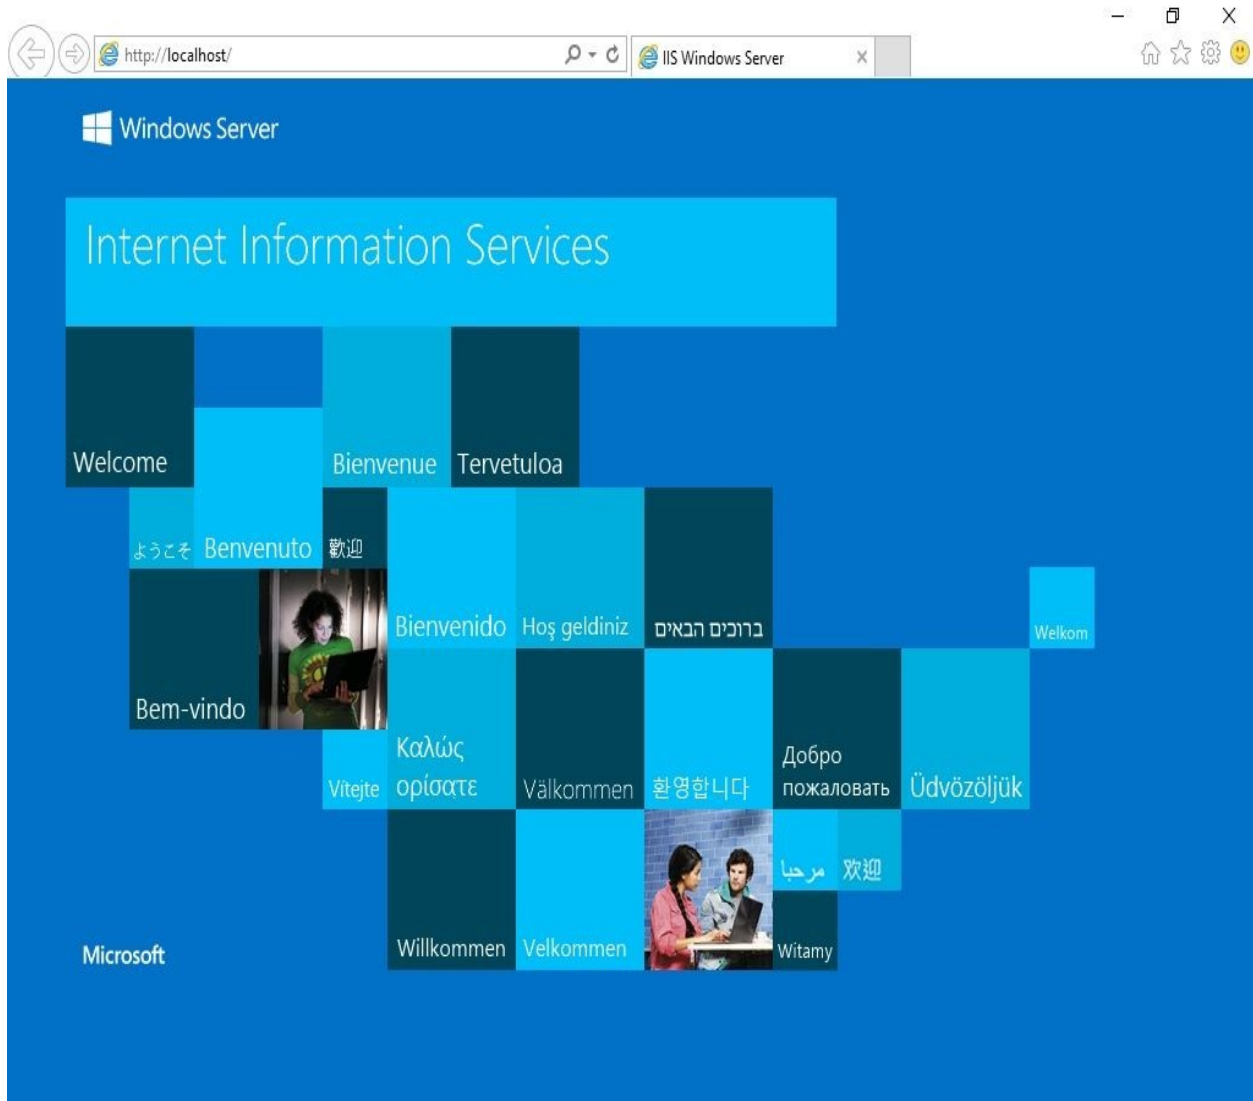 http://localhost/
IIS Windows Server
Windows Server
Internet Information Services
Welcome
Bienvenue
Tervetuloa
ようこそ
Benvenuto
歡迎
Bienvenido
Hoş geldiniz
ברוכים הבאים
Welkom
Bem-vindo
Vítejte
Καλώς
ορίσατε
Välkommen
환영합니다
Добро
пожаловать
Üdvözöljük
مرحبا
欢迎
Willkommen
Velkommen
Witamy
Microsoft